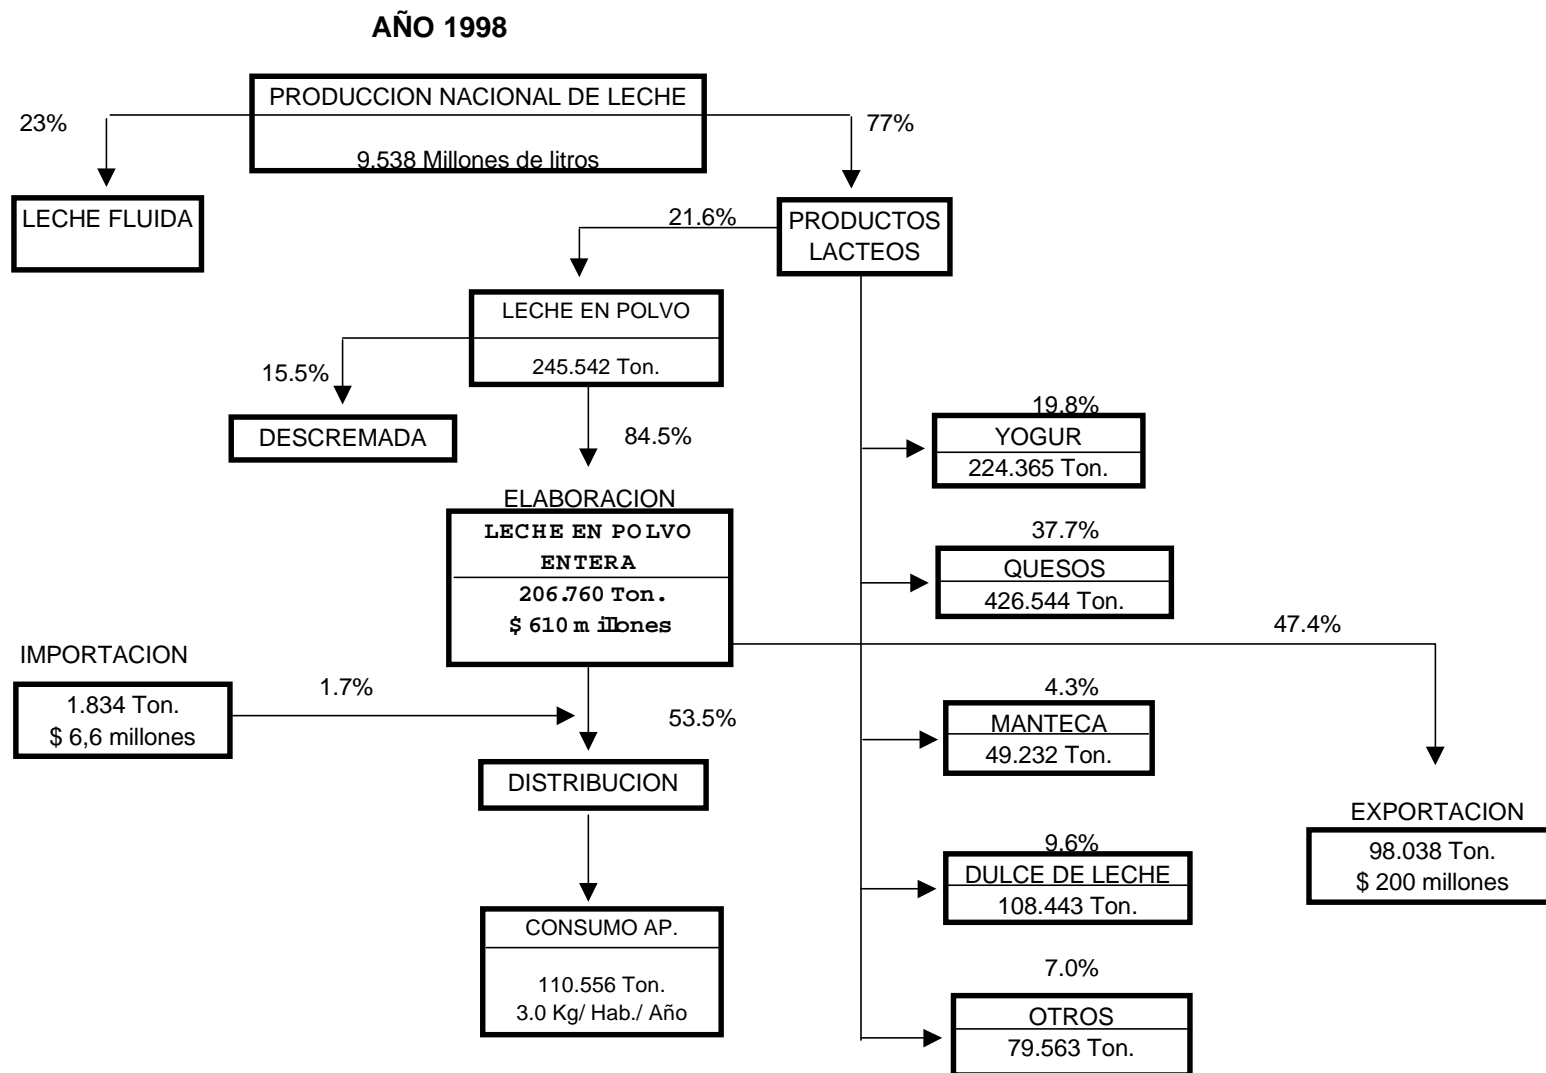 AÑO 1998
PRODUCCION NACIONAL DE LECHE
23%
77%
9.538 Millones de litros
LECHE FLUIDA
21.6%
PRODUCTOS
LACTEOS
LECHE EN POLVO
245.542 Ton.
15.5%
DESCREMADA
84.5%
19.8%
YOGUR
224.365 Ton.
ELABORACION
LECHE EN POLVO
ENTERA
206.760 Ton.
$ 610 millones
37.7%
QUESOS
426.544 Ton.
47.4%
IMPORTACION
1.834 Ton.
$ 6,6 millones
1.7%
53.5%
4.3%
MANTECA
49.232 Ton.
DISTRIBUCION
EXPORTACION
98.038 Ton.
$ 200 millones
9.6%
DULCE DE LECHE
108.443 Ton.
CONSUMO AP.
110.556 Ton.
3.0 Kg/ Hab./ Año
7.0%
OTROS
79.563 Ton.